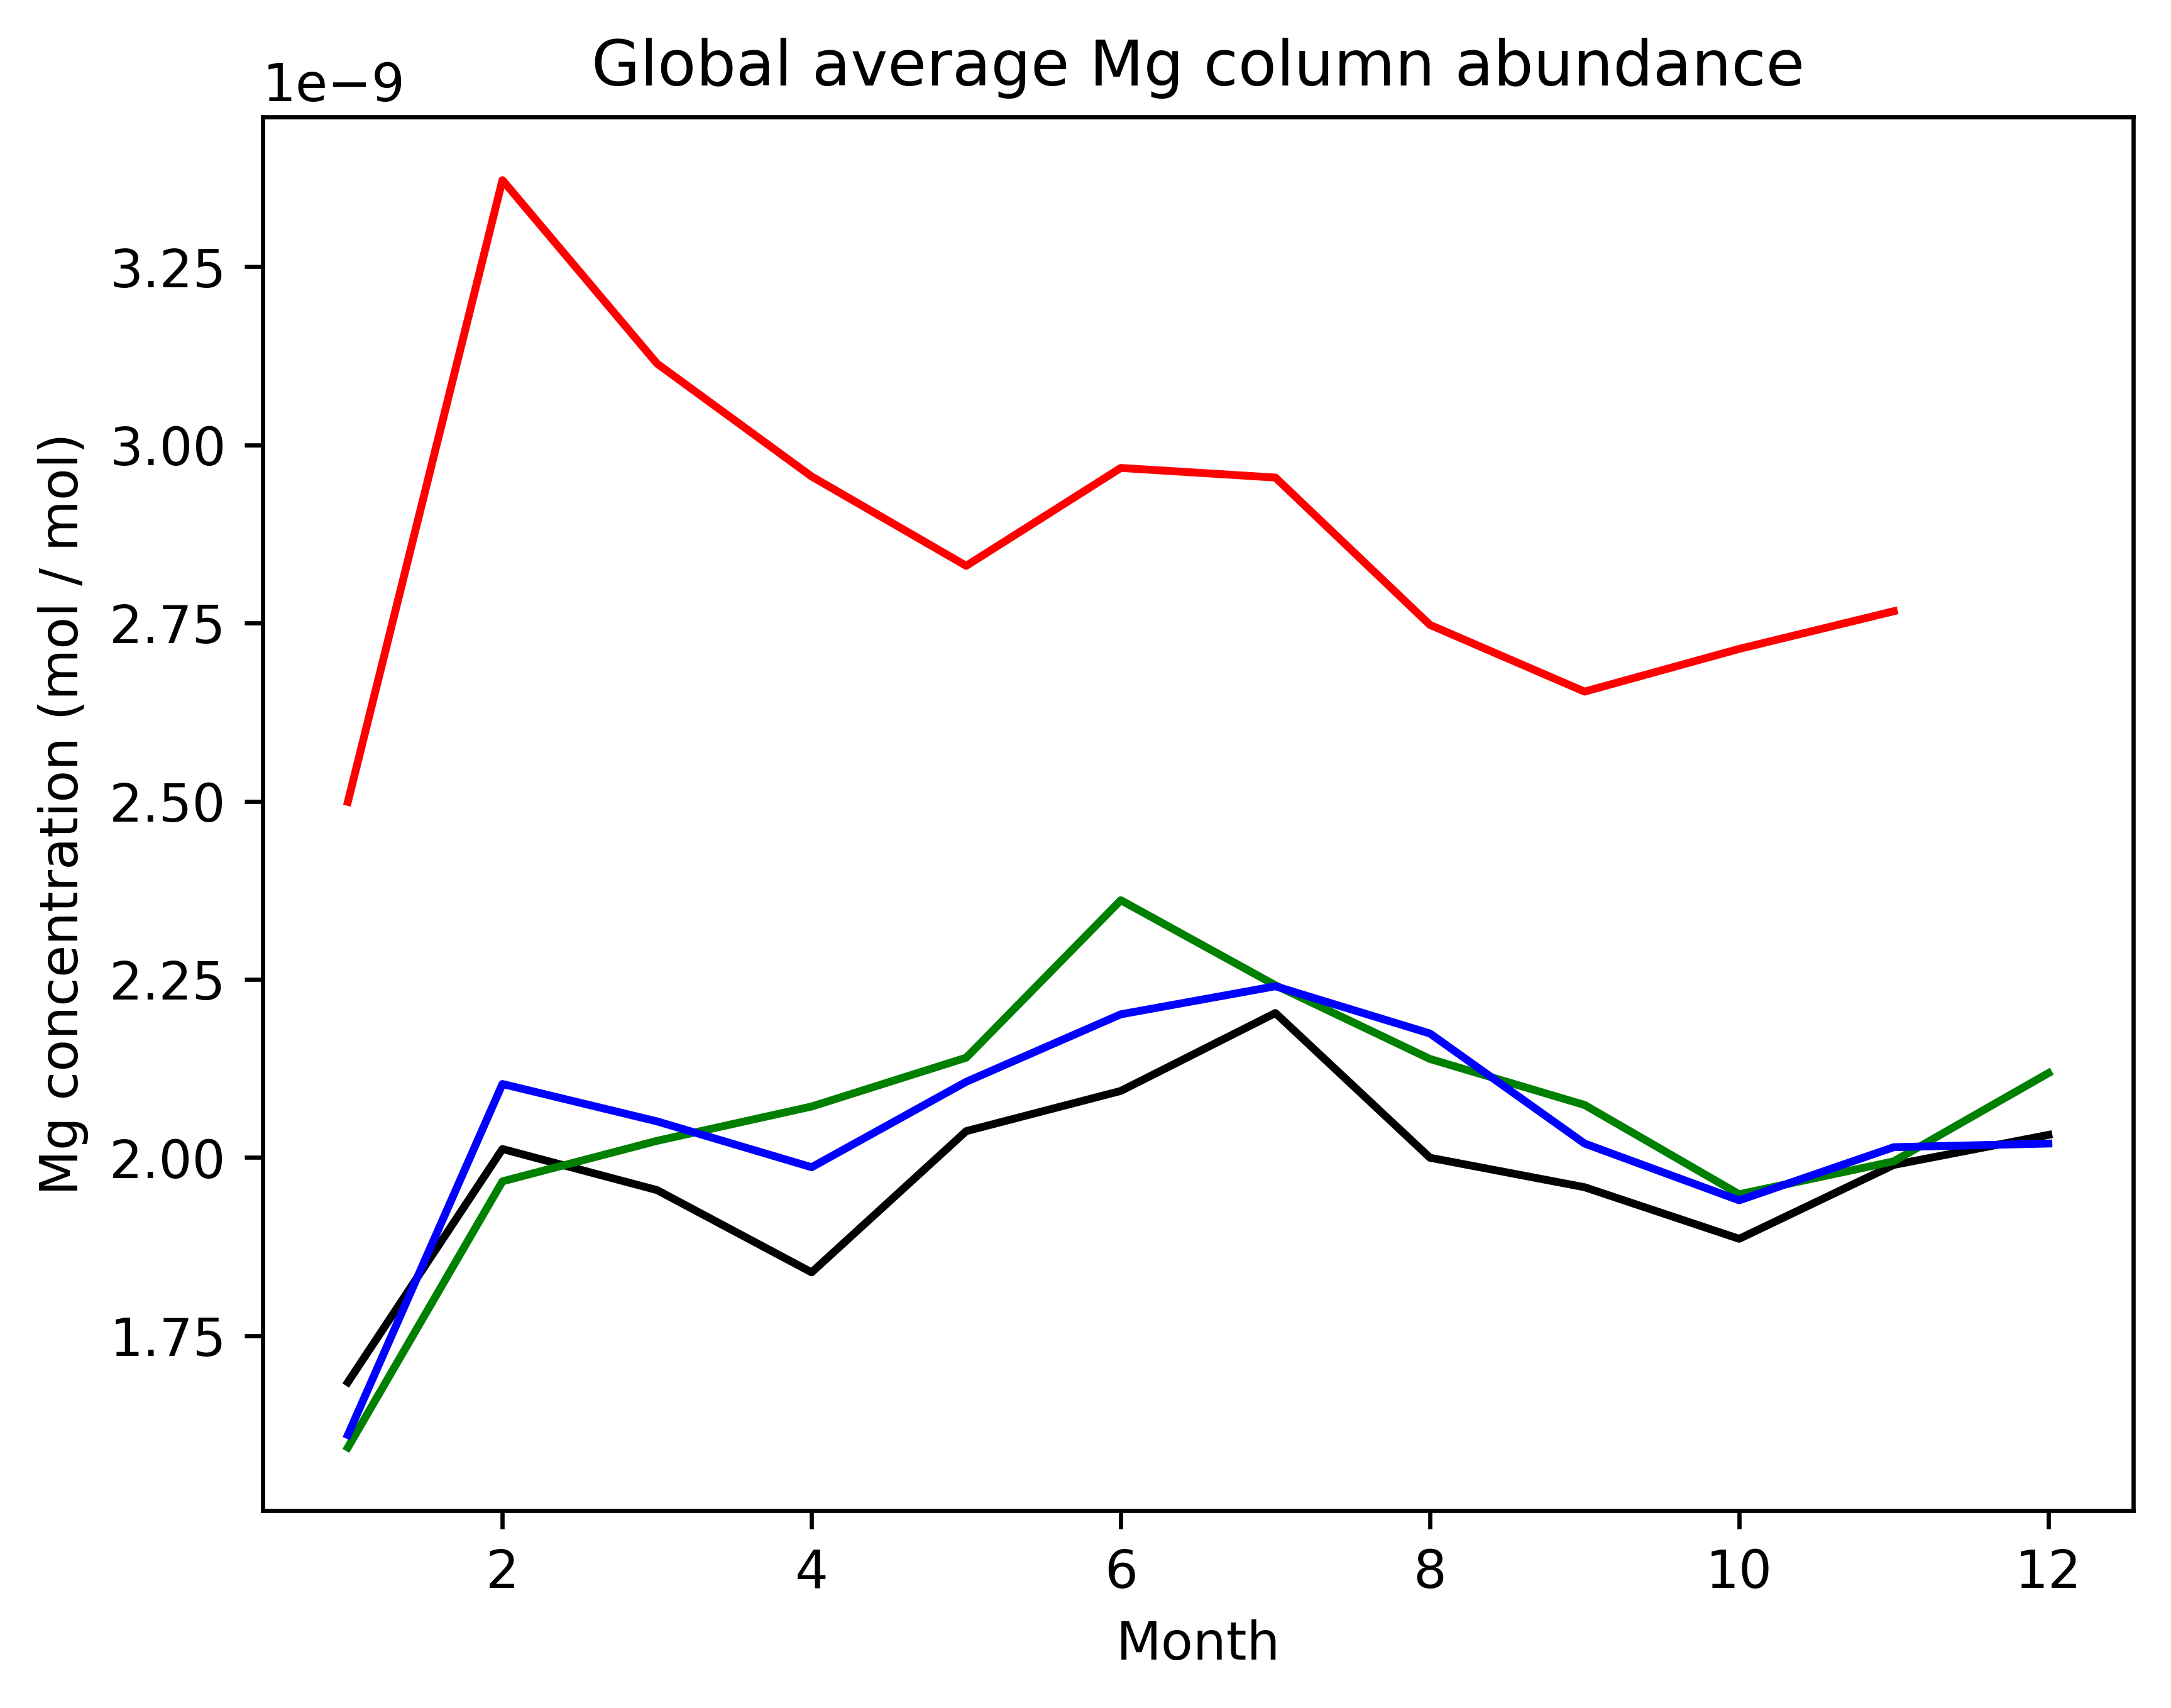 Global average Mg column abundance
1e−9
Mg concentration (mol / mol)
3.25
3.00
2.75
2.50
2.25
2.00
1.75
2 4 6 8 10 12
Month